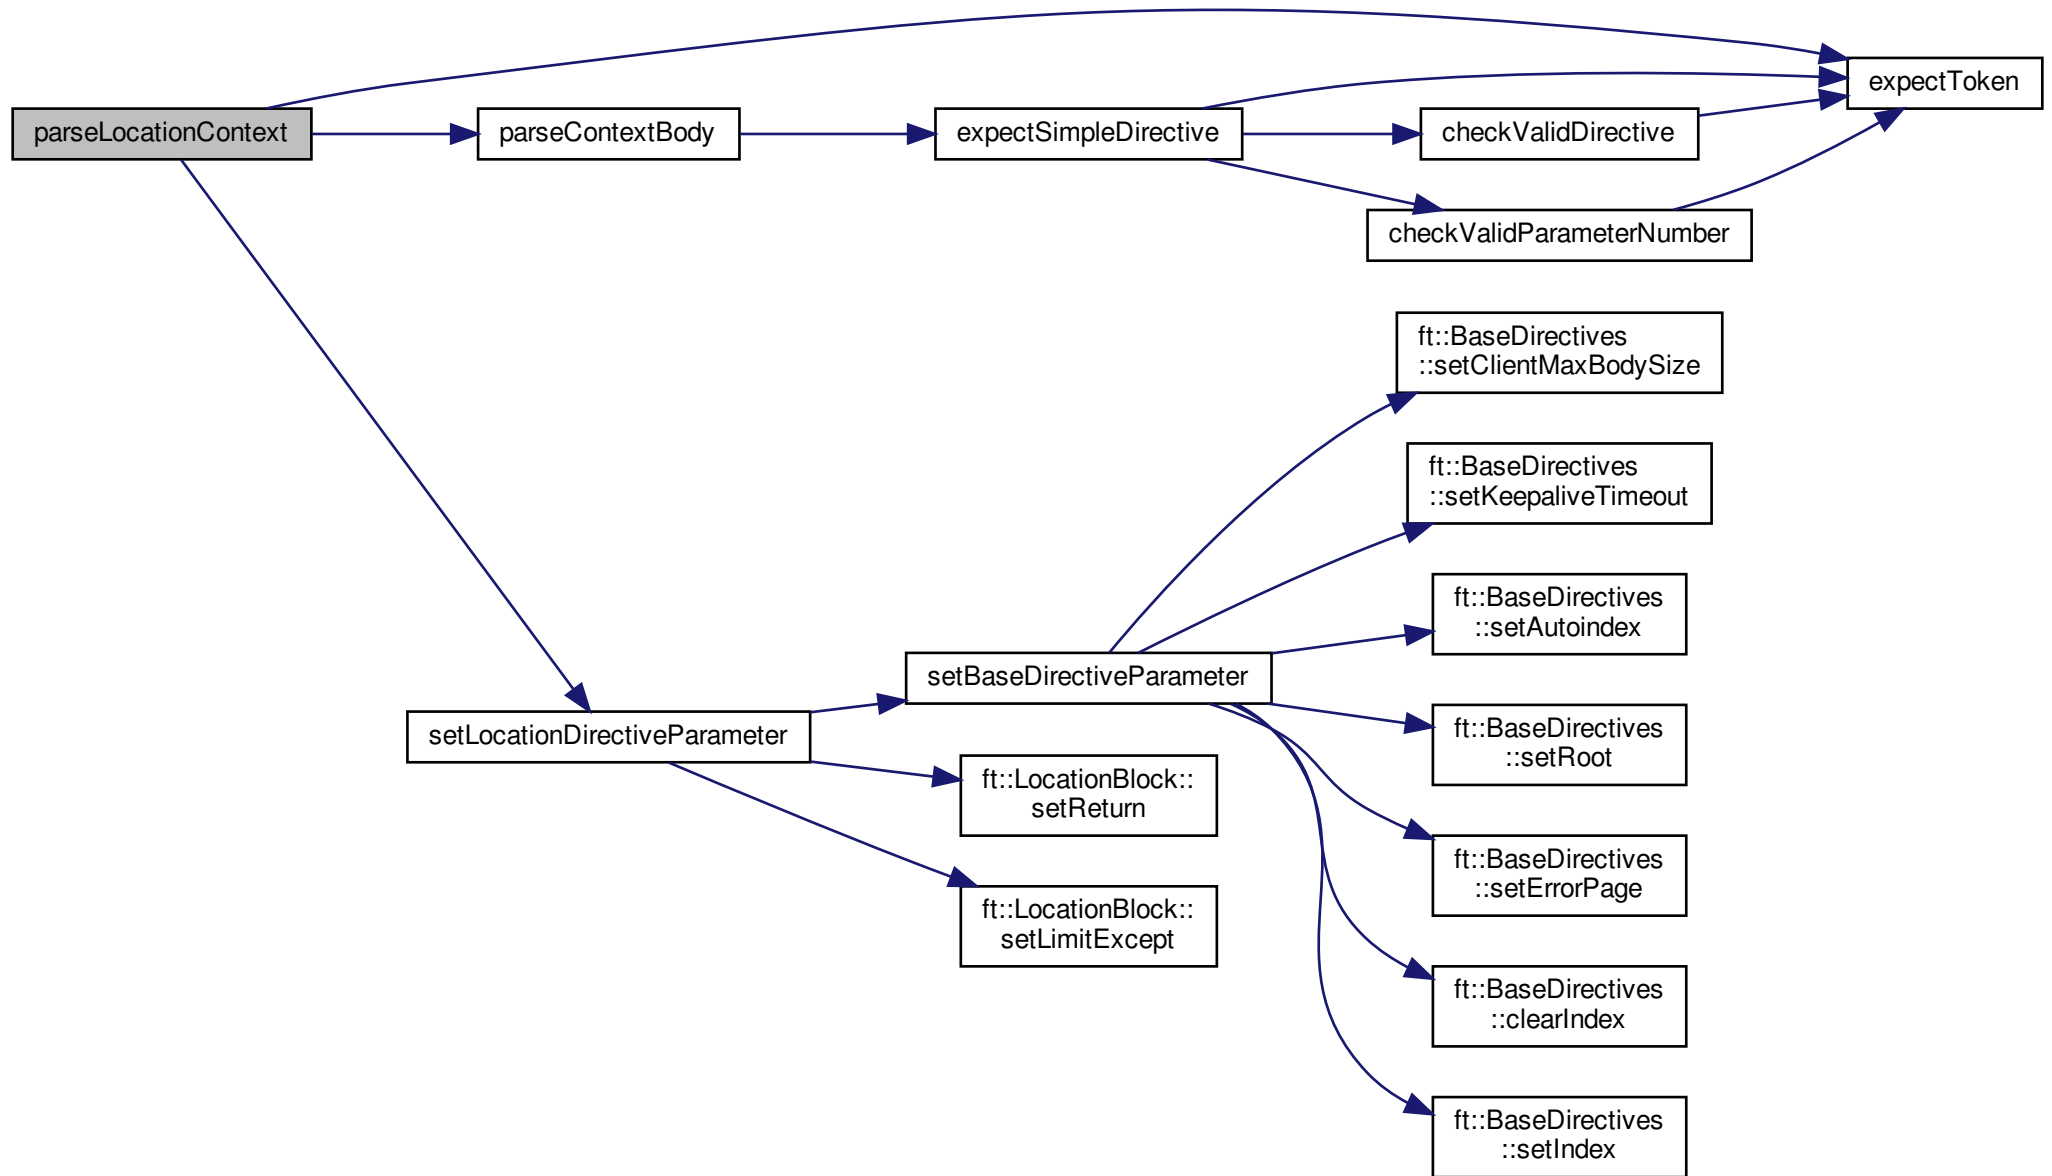 parseLocationContext
parseContextBody
expectSimpleDirective
checkValidDirective
expectToken
checkValidParameterNumber
ft::BaseDirectives
::setClientMaxBodySize
ft::BaseDirectives
::setKeepaliveTimeout
ft::BaseDirectives
::setAutoindex
setBaseDirectiveParameter
setLocationDirectiveParameter
ft::BaseDirectives
::setRoot
ft::LocationBlock::
setReturn
ft::BaseDirectives
::setErrorPage
ft::LocationBlock::
setLimitExcept
ft::BaseDirectives
::clearIndex
ft::BaseDirectives
::setIndex